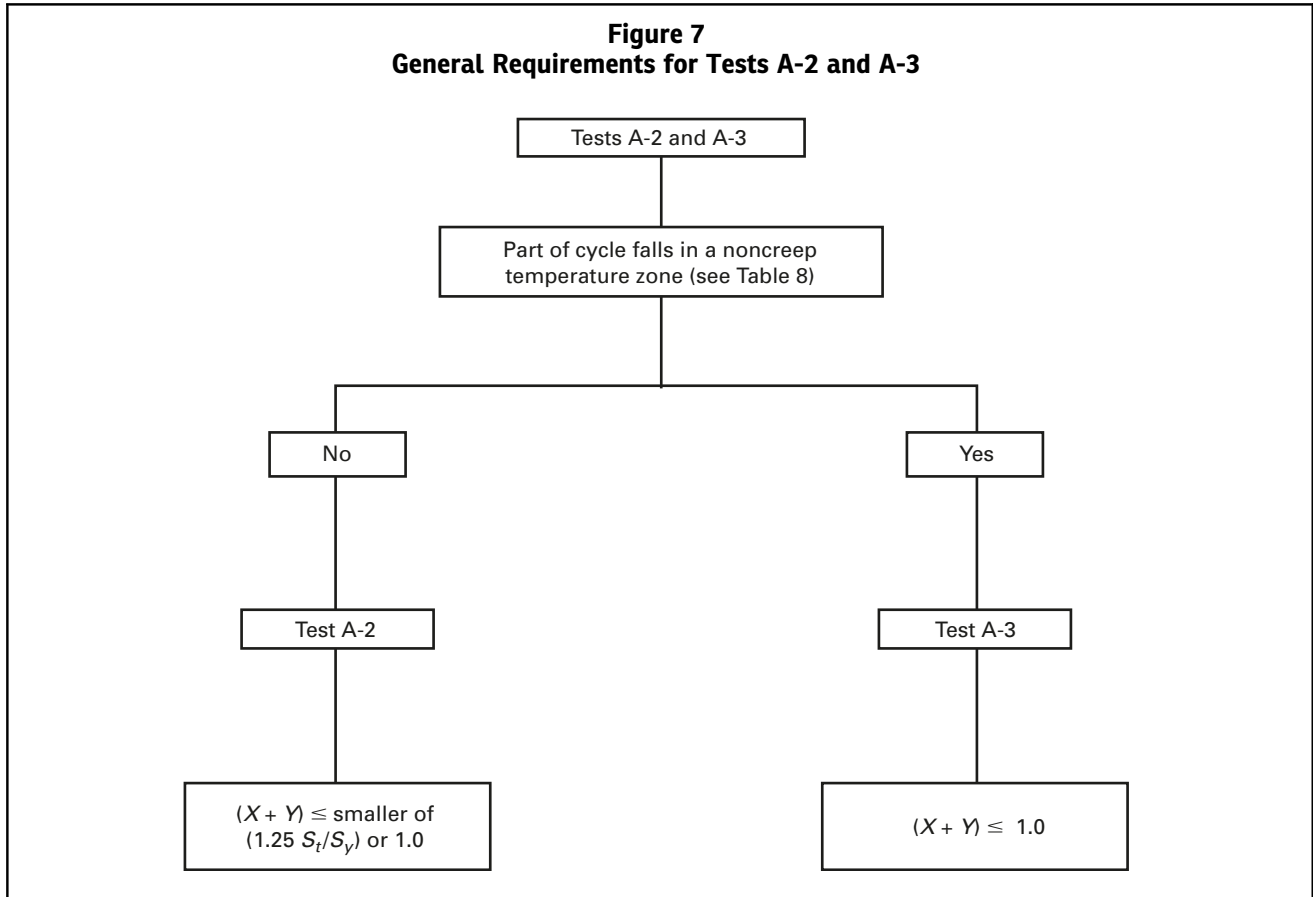 Figure 7
General Requirements for Tests A-2 and A-3
Tests A-2 and A-3
Part of cycle falls in a noncreep
temperature zone (see Table 8)
No
Yes
Test A-2
Test A-3
(X + Y) ≤ smaller of
(1.25 Sₜ/Sᵧ) or 1.0
(X + Y) ≤ 1.0